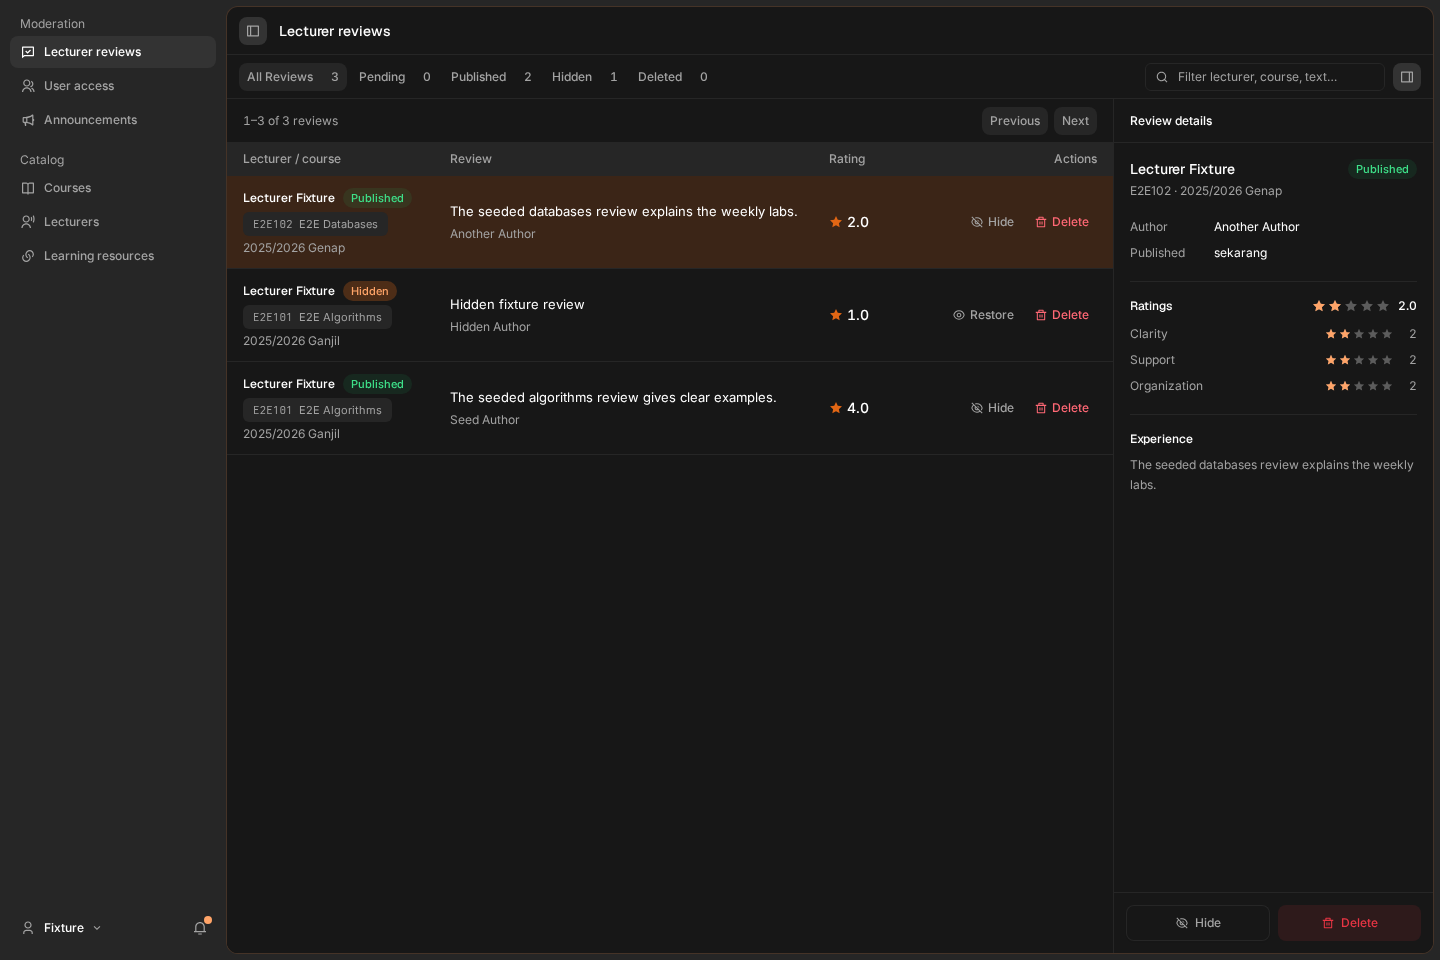 Moderation
Lecturer reviews
User access
Announcements
Catalog
Courses
Lecturers
Learning resources
Fixture
Lecturer reviews
All Reviews 3 Pending 0 Published 2 Hidden 1 Deleted 0
Filter lecturer, course, text...
1–3 of 3 reviews
Previous Next
Lecturer / course Review Rating Actions
Lecturer Fixture Published
E2E102 E2E Databases
2025/2026 Genap
The seeded databases review explains the weekly labs.
Another Author
2.0
Hide Delete
Lecturer Fixture Hidden
E2E101 E2E Algorithms
2025/2026 Ganjil
Hidden fixture review
Hidden Author
1.0
Restore Delete
Lecturer Fixture Published
E2E101 E2E Algorithms
2025/2026 Ganjil
The seeded algorithms review gives clear examples.
Seed Author
4.0
Hide Delete
Review details
Lecturer Fixture Published
E2E102 · 2025/2026 Genap
Author Another Author
Published sekarang
Ratings 2.0
Clarity 2
Support 2
Organization 2
Experience
The seeded databases review explains the weekly
labs.
Hide Delete